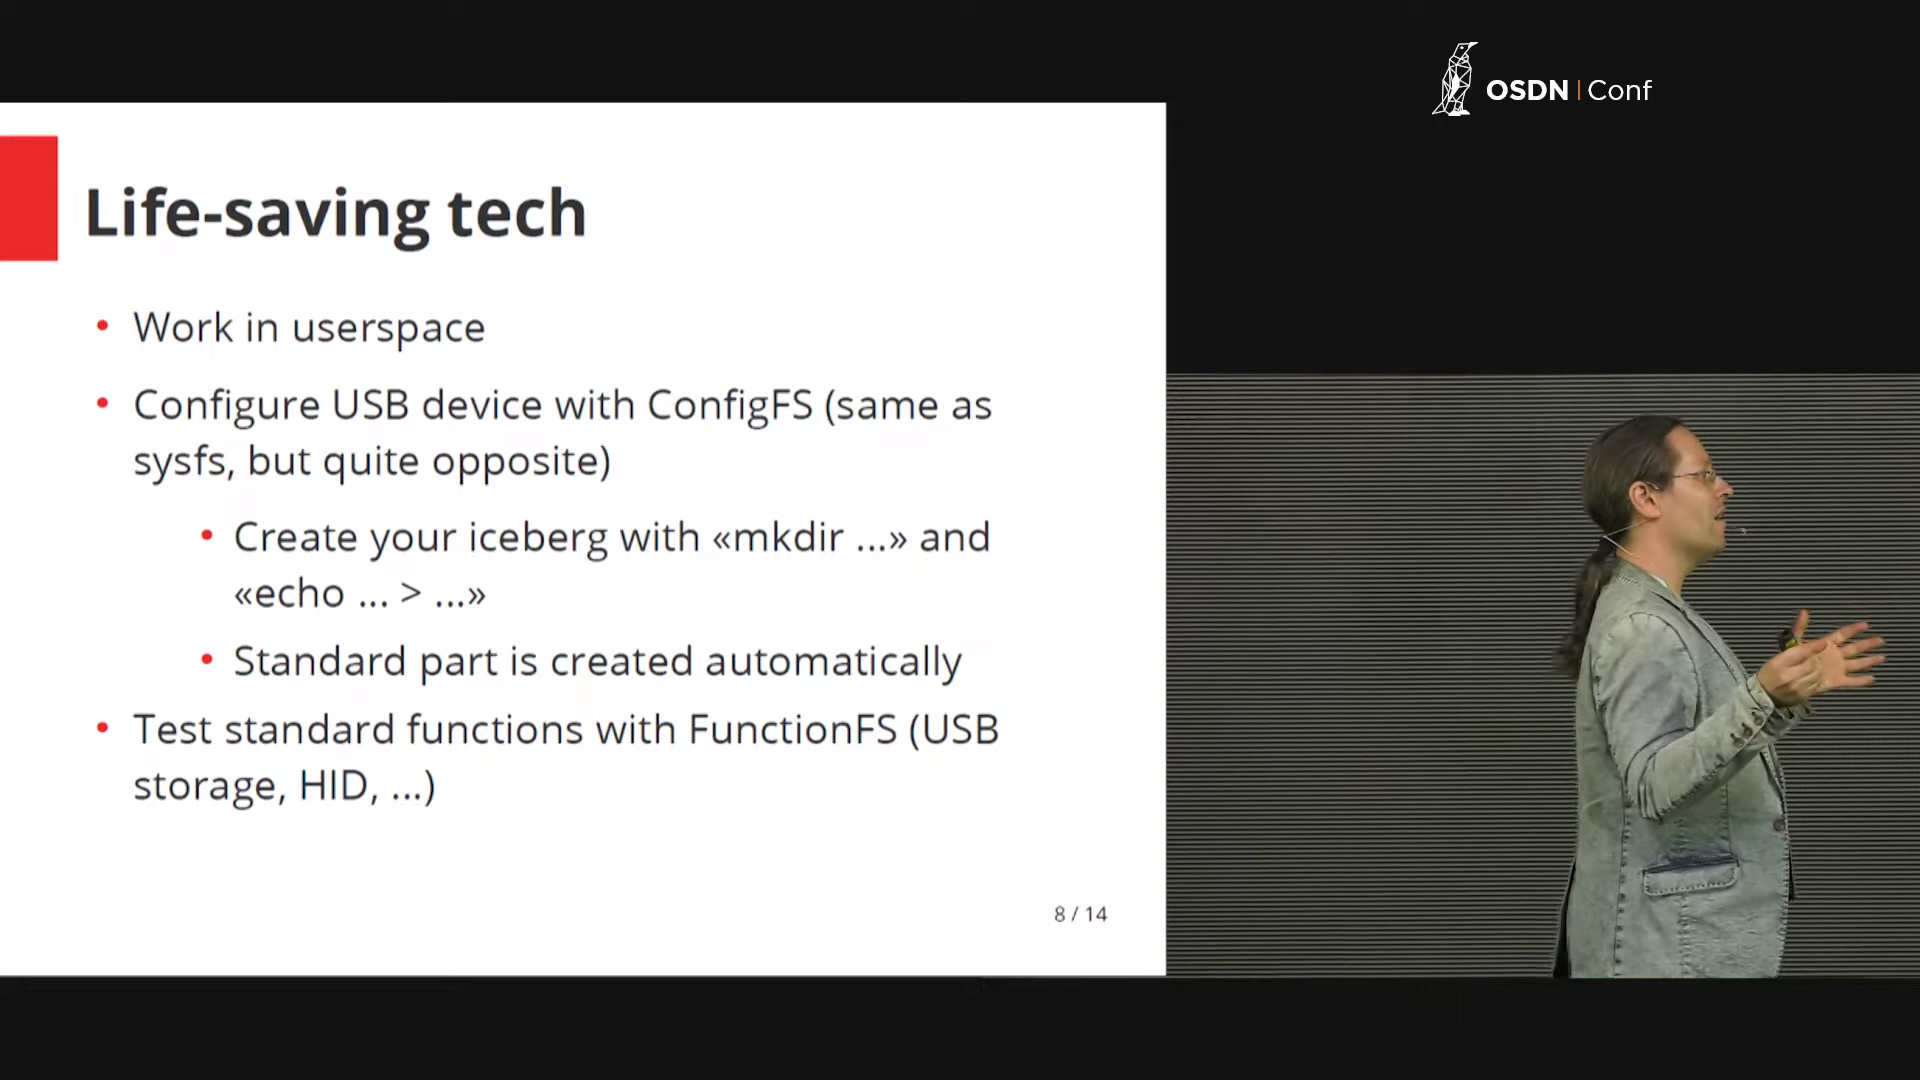 OSDN | Conf
Life-saving tech
• Work in userspace
• Configure USB device with ConfigFS (same as
sysfs, but quite opposite)
• Create your iceberg with «mkdir ...» and
«echo ... > ...»
• Standard part is created automatically
• Test standard functions with FunctionFS (USB
storage, HID, ...)
8 / 14